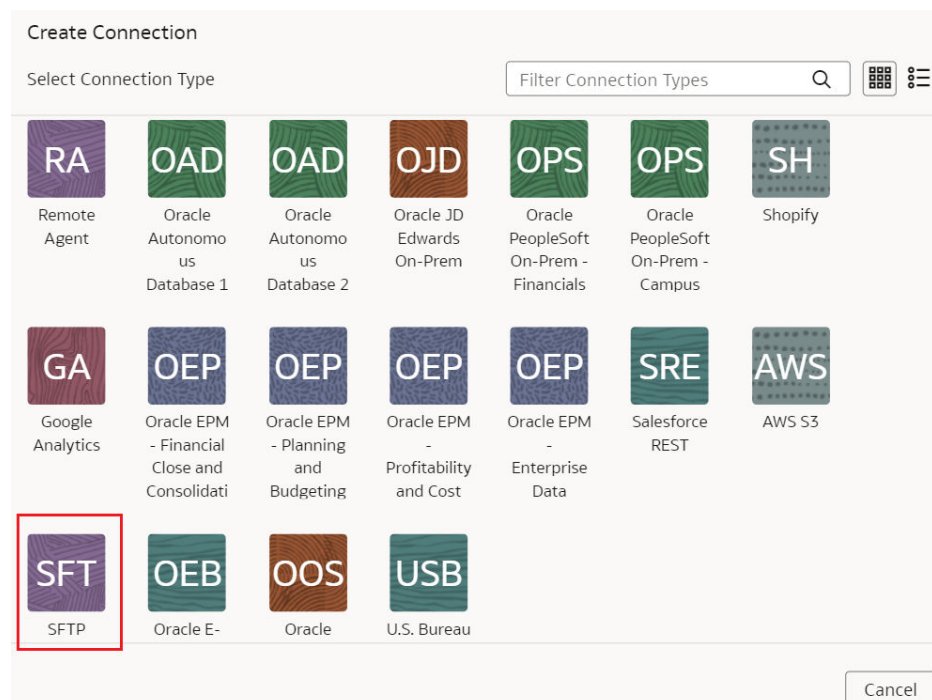 Create Connection
Select Connection Type
Filter Connection Types
RA
OAD
OAD
OJD
OPS
OPS
SH
Remote
Agent
Oracle
Autonomo
us
Database 1
Oracle
Autonomo
us
Database 2
Oracle JD
Edwards
On-Prem
Oracle
PeopleSoft
On-Prem -
Financials
Oracle
PeopleSoft
On-Prem -
Campus
Shopify
GA
OEP
OEP
OEP
OEP
SRE
AWS
Google
Analytics
Oracle EPM
- Financial
Close and
Consolidati
Oracle EPM
- Planning
and
Budgeting
Oracle EPM
-
Profitability
and Cost
Oracle EPM
-
Enterprise
Data
Salesforce
REST
AWS S3
SFT
OEB
OOS
USB
SFTP
Oracle E-
Oracle
U.S. Bureau
Cancel